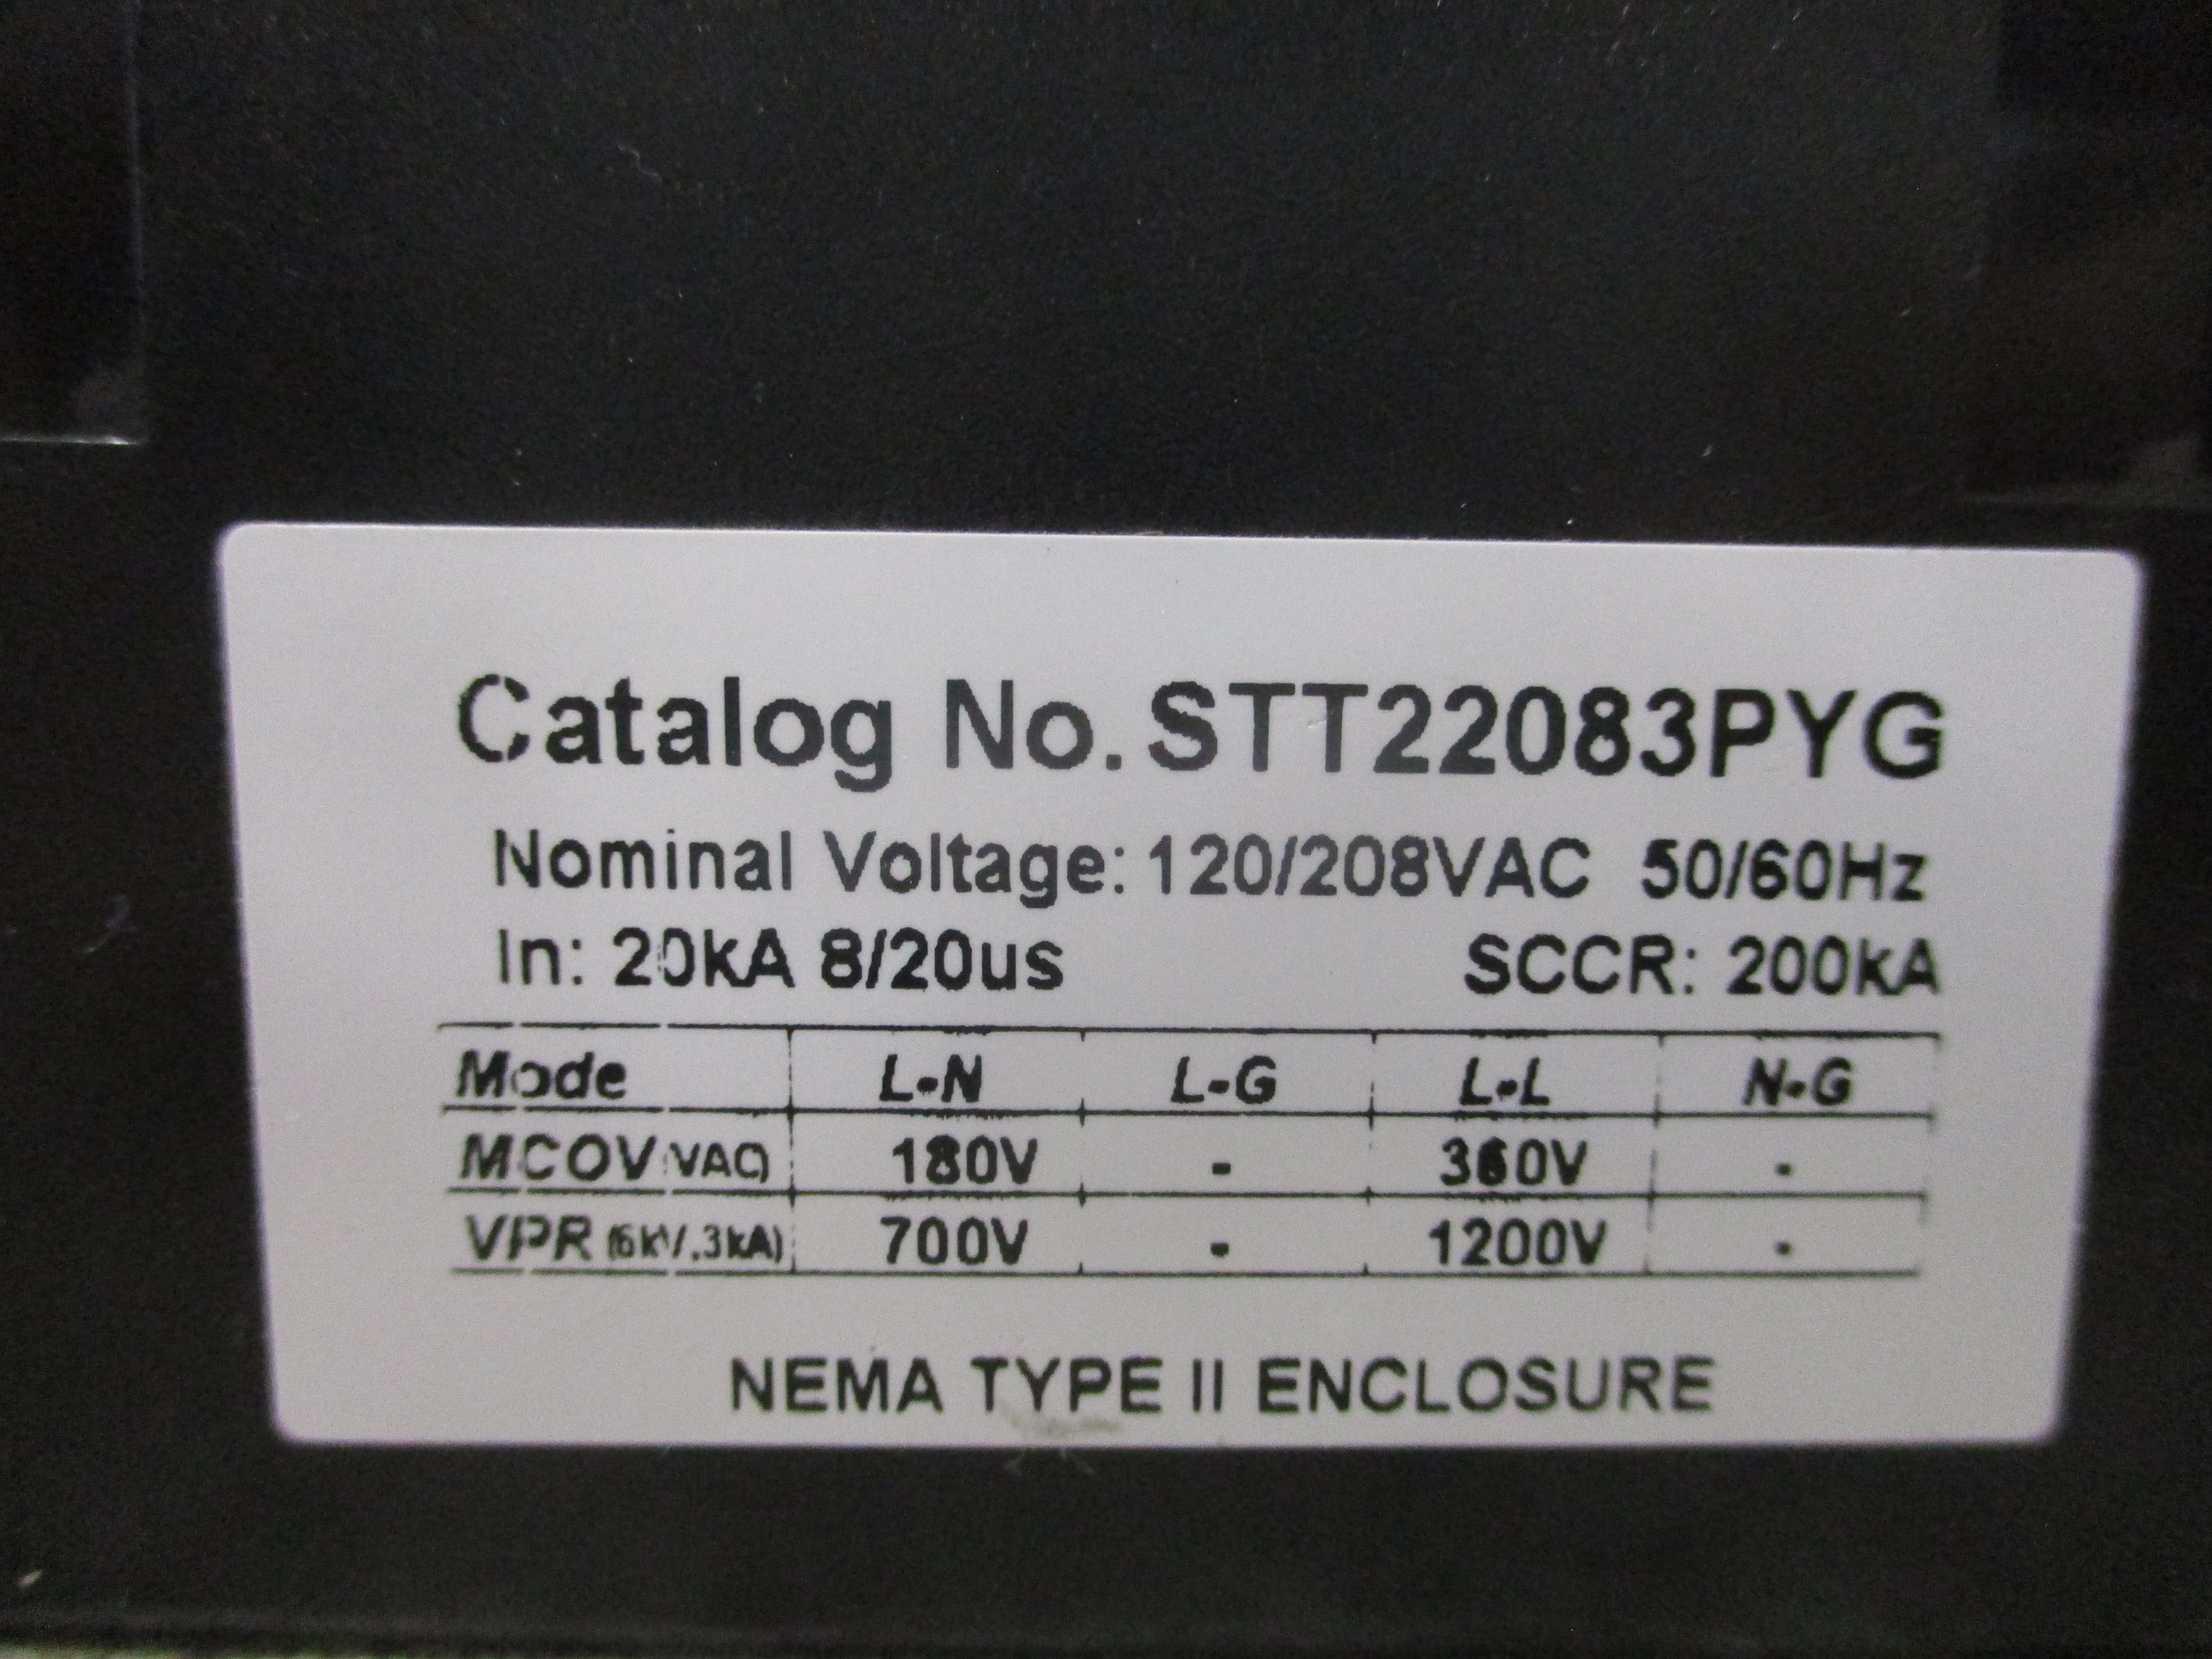 Catalog No. STT22083PYG
Nominal Voltage: 120/208VAC 50/60Hz
In: 20kA 8/20us SCCR: 200kA
Mode L-N L-G L-L N-G
MCOV (VAC) 180V - 360V -
VPR (6kV/.3kA) 700V - 1200V -
NEMA TYPE II ENCLOSURE